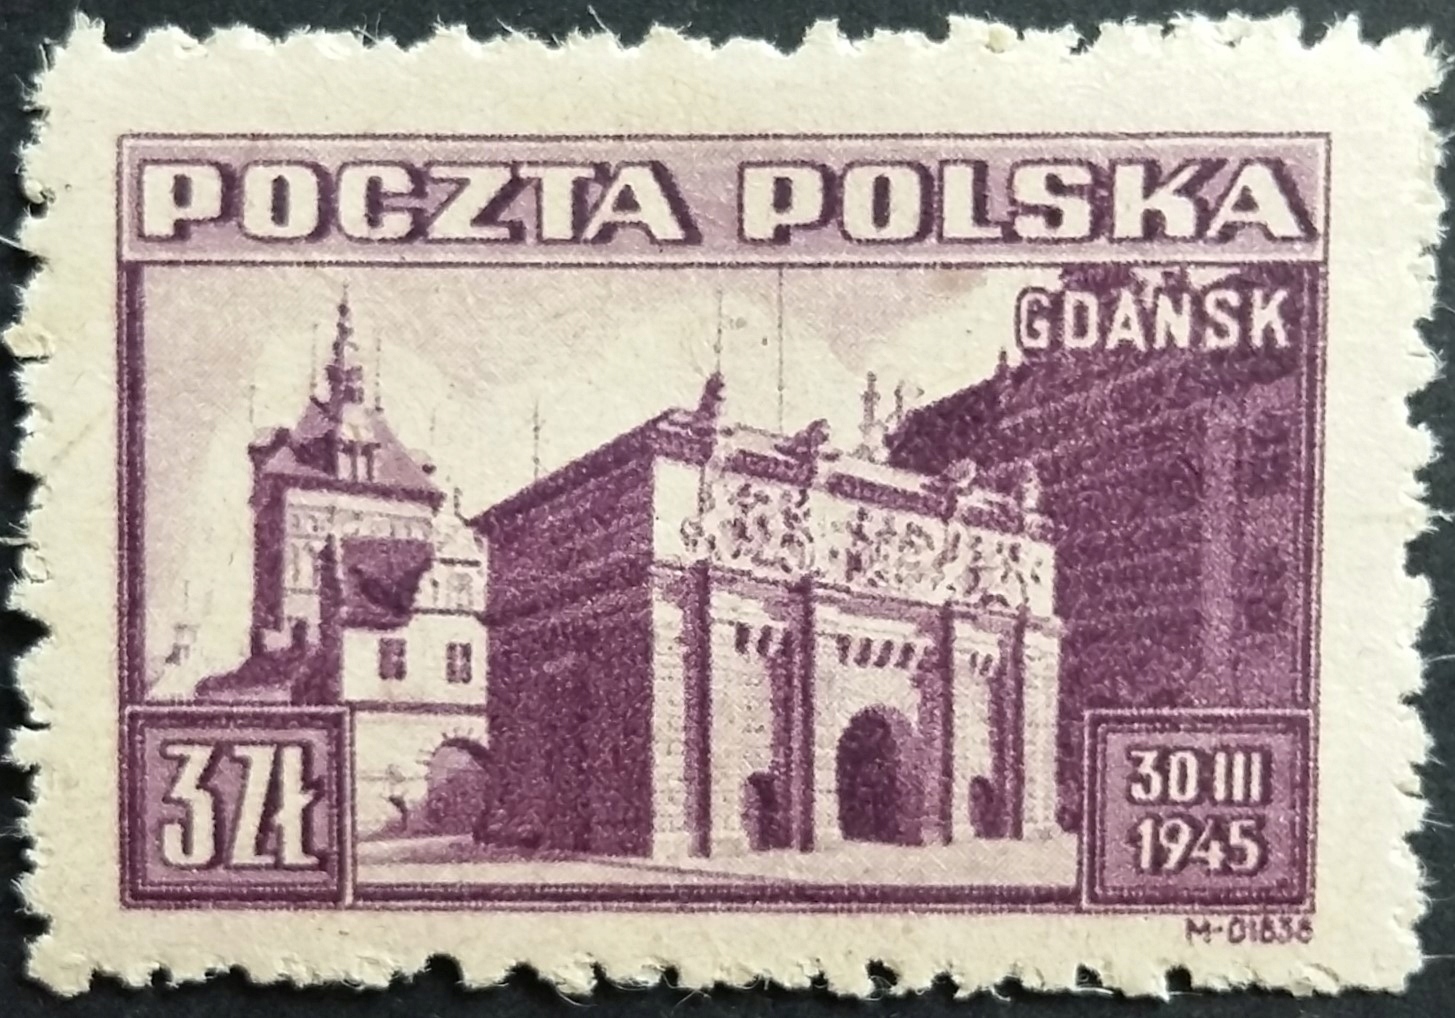 POCZTA POLSKA
GDAŃSK
3 ZŁ
30 III
1945
M-01838